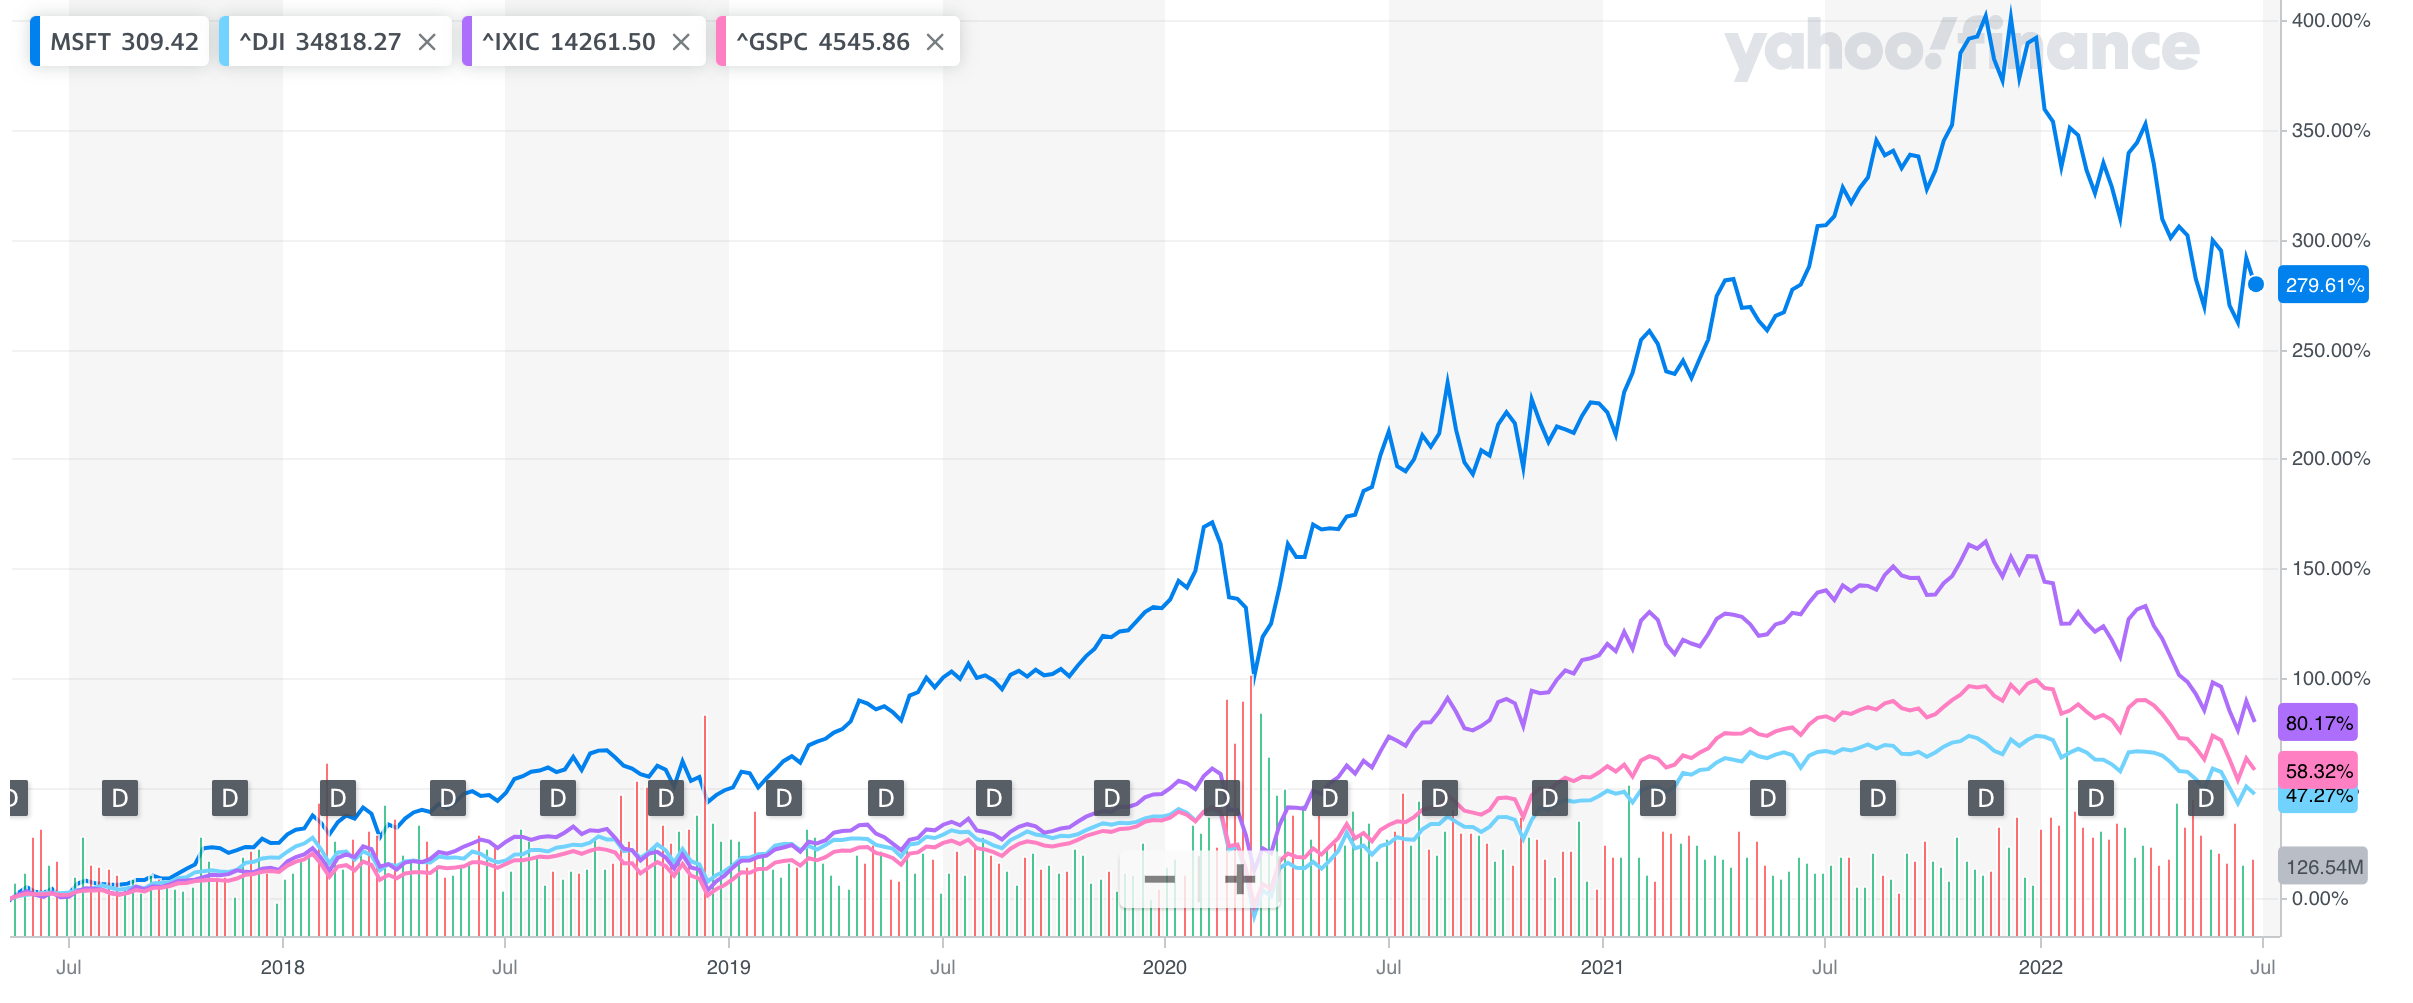 MSFT 309.42 ^DJI 34818.27 ^IXIC 14261.50 ^GSPC 4545.86
yahoo!finance
400.00%
350.00%
300.00%
279.61%
250.00%
200.00%
150.00%
100.00%
80.17%
58.32%
47.27%
D D D D D D D D D D D D D D D D D D D D D
126.54M
0.00%
Jul 2018 Jul 2019 Jul 2020 Jul 2021 Jul 2022 Jul